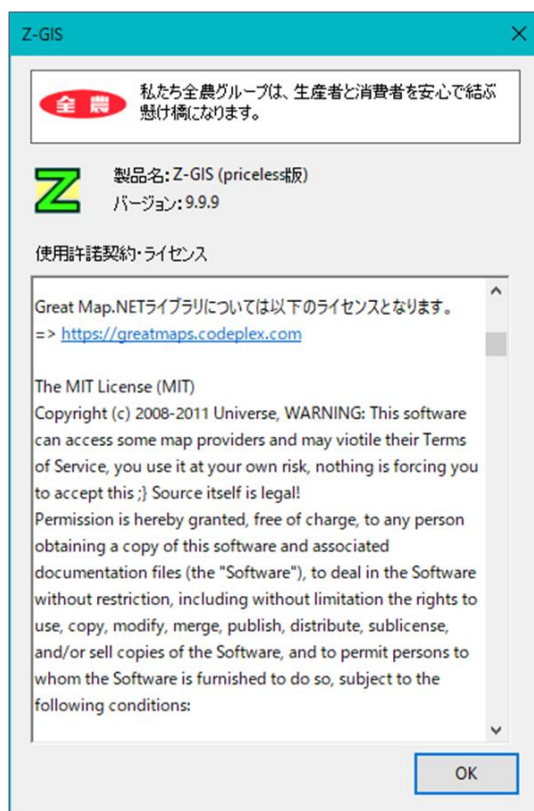 Z-GIS
全農
私たち全農グループは、生産者と消費者を安心で結ぶ
懸け橋になります。
Z
製品名: Z-GIS (priceless版)
バージョン: 9.9.9
使用許諾契約・ライセンス
Great Map.NETライブラリについては以下のライセンスとなります。
=> https://greatmaps.codeplex.com
The MIT License (MIT)
Copyright (c) 2008-2011 Universe, WARNING: This software
can access some map providers and may viotile their Terms
of Service, you use it at your own risk, nothing is forcing you
to accept this ;} Source itself is legal!
Permission is hereby granted, free of charge, to any person
obtaining a copy of this software and associated
documentation files (the "Software"), to deal in the Software
without restriction, including without limitation the rights to
use, copy, modify, merge, publish, distribute, sublicense,
and/or sell copies of the Software, and to permit persons to
whom the Software is furnished to do so, subject to the
following conditions:
OK